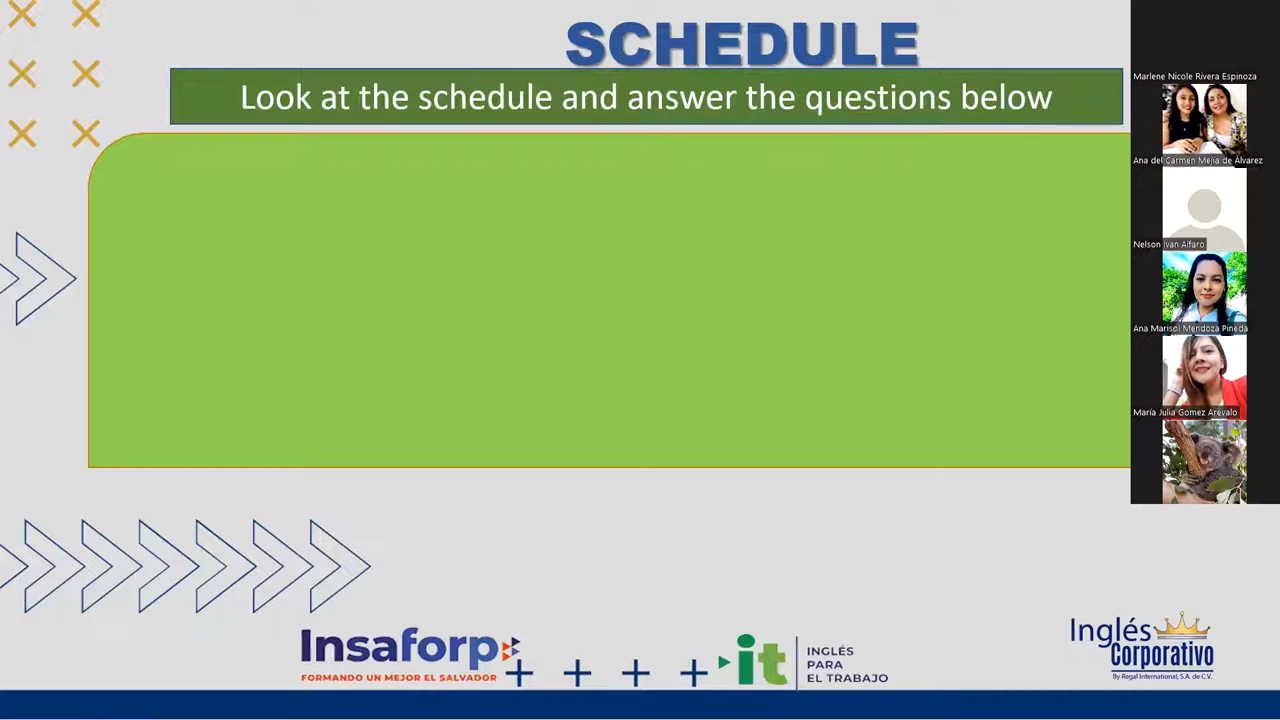 SCHEDULE
Look at the schedule and answer the questions below
Marlene Nicole Rivera Espinoza
Ana del Carmen Mejía de Álvarez
Nelson Ivan Alfaro
Ana Marisol Mendoza Pineda
María Julia Gomez Arévalo
Insaforp
FORMANDO UN MEJOR EL SALVADOR
it
INGLÉS
PARA
EL TRABAJO
Inglés
Corporativo
By Regal International, S.A. de C.V.